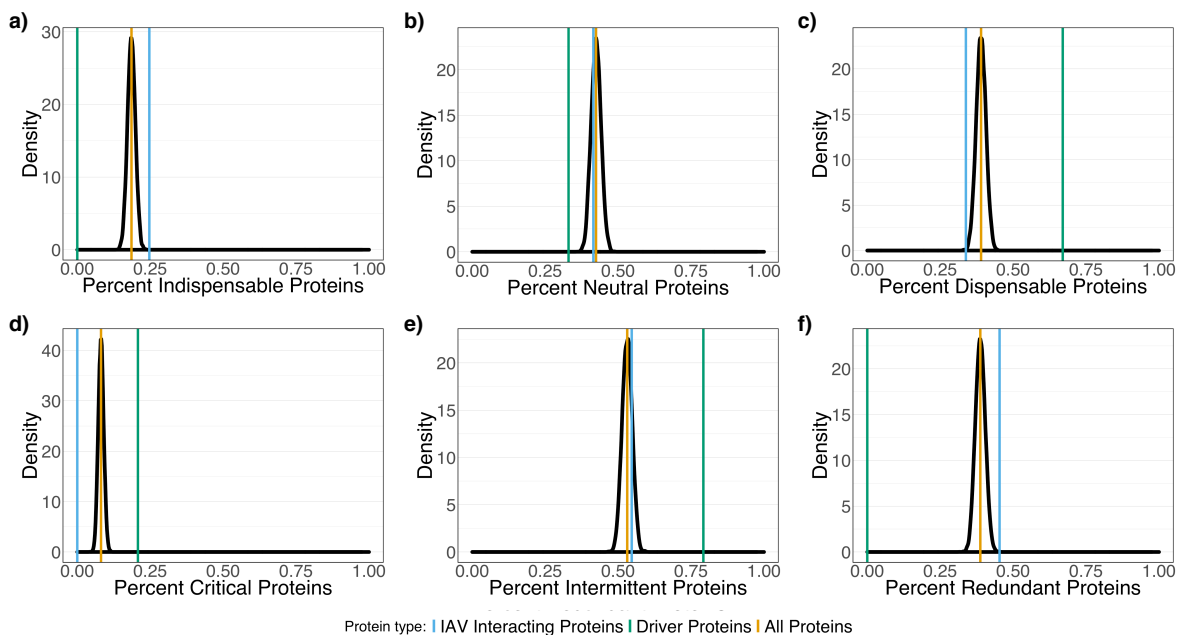 a)
30
20
10
0
Density
0.00 0.25 0.50 0.75 1.00
Percent Indispensable Proteins
b)
20
15
10
5
0
Density
0.00 0.25 0.50 0.75 1.00
Percent Neutral Proteins
c)
20
15
10
5
0
Density
0.00 0.25 0.50 0.75 1.00
Percent Dispensable Proteins
d)
40
30
20
10
0
Density
0.00 0.25 0.50 0.75 1.00
Percent Critical Proteins
e)
20
15
10
5
0
Density
0.00 0.25 0.50 0.75 1.00
Percent Intermittent Proteins
f)
20
15
10
5
0
Density
0.00 0.25 0.50 0.75 1.00
Percent Redundant Proteins
Protein type: IAV Interacting Proteins Driver Proteins All Proteins